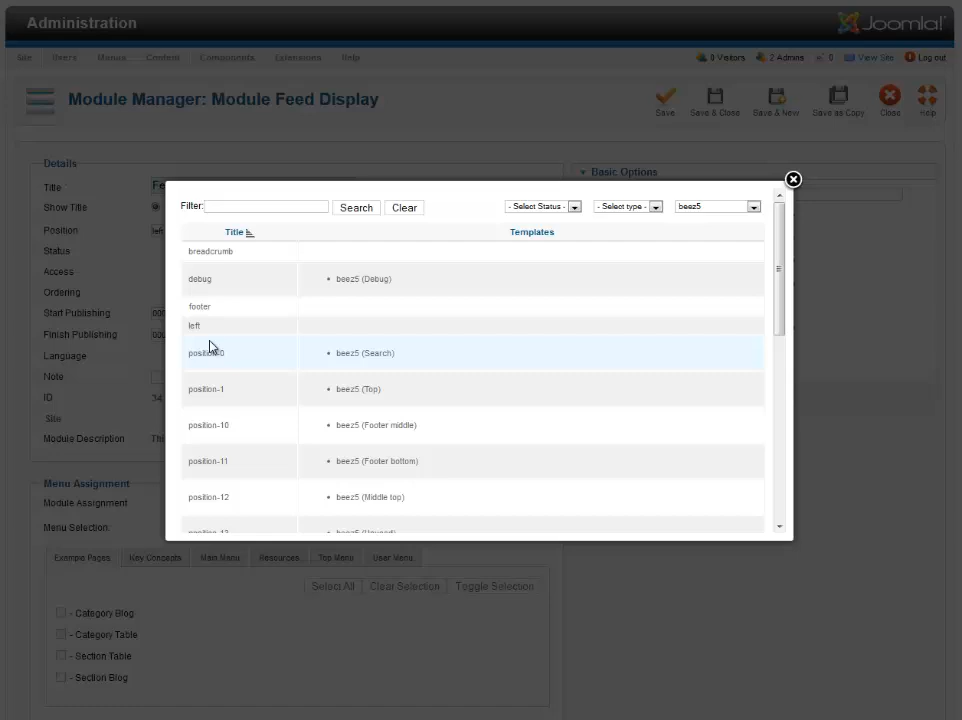 Administration
Joomla!
Site Users Menus Content Components Extensions Help
0 Visitors 2 Admins 0 View Site Log out
Module Manager: Module Feed Display
Save Save & Close Save & New Save as Copy Close Help
Details
Basic Options
Title
Fe
Show Title
Position
left
Status
Access
Ordering
Start Publishing
Finish Publishing
Language
Note
ID 34
Site
Module Description
Filter: Search Clear - Select Status - - Select type - beez5
Title Templates
breadcrumb
debug • beez5 (Debug)
footer
left
beez5 (Search)
position-1 • beez5 (Top)
position-10 • beez5 (Footer middle)
position-11 • beez5 (Footer bottom)
position-12 • beez5 (Middle top)
Menu Assignment
Module Assignment
Menu Selection:
Example Pages Key Concepts Main Menu Resources Top Menu User Menu
Select All Clear Selection Toggle Selection
- Category Blog
- Category Table
- Section Table
- Section Blog